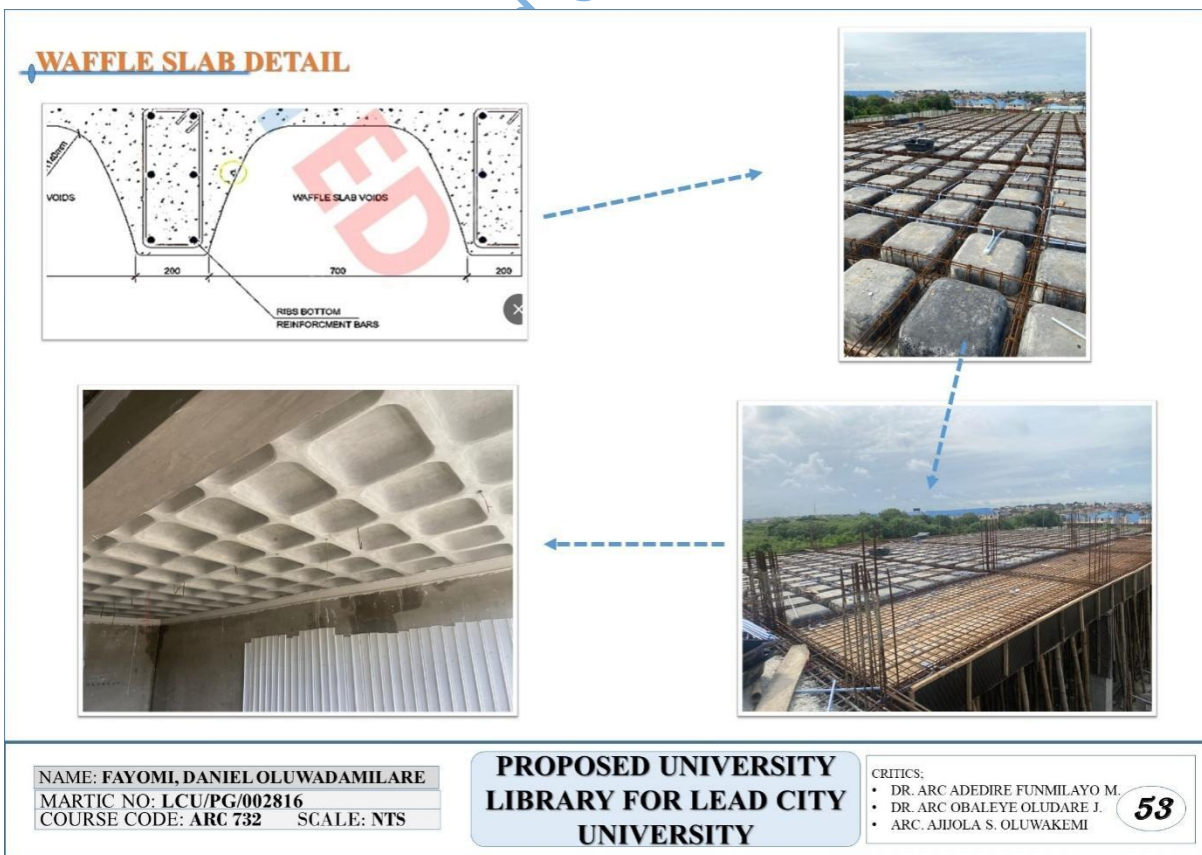 WAFFLE SLAB DETAIL
1142mm
VOIDS
WAFFLE SLAB VOIDS
ED
200
700
200
RIBS BOTTOM
REINFORCMENT BARS
NAME: FAYOMI, DANIEL OLUWADAMILARE
MARTIC NO: LCU/PG/002816
COURSE CODE: ARC 732 SCALE: NTS
PROPOSED UNIVERSITY
LIBRARY FOR LEAD CITY
UNIVERSITY
CRITICS;
• DR. ARC ADEDIRE FUNMILAYO M.
• DR. ARC OBALEYE OLUDARE J.
• ARC. AJIJOLA S. OLUWAKEMI
53